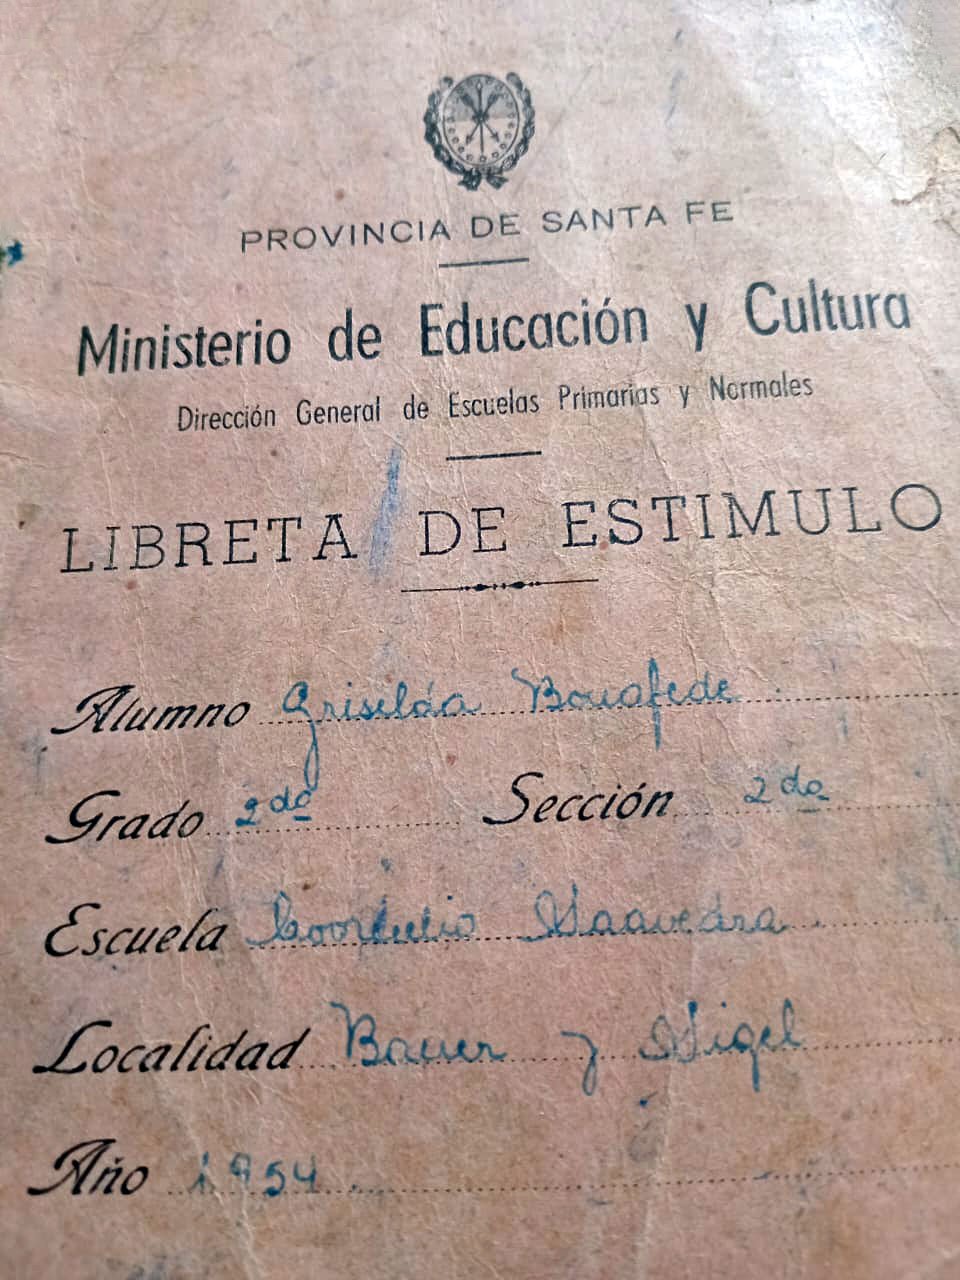 PROVINCIA DE SANTA FE
Ministerio de Educación y Cultura
Dirección General de Escuelas Primarias y Normales
LIBRETA DE ESTIMULO
Alumno Griselda Bonafede
Grado 2do Sección 2da
Escuela Saavedra
Localidad Bauer y Sigel
Año 1954